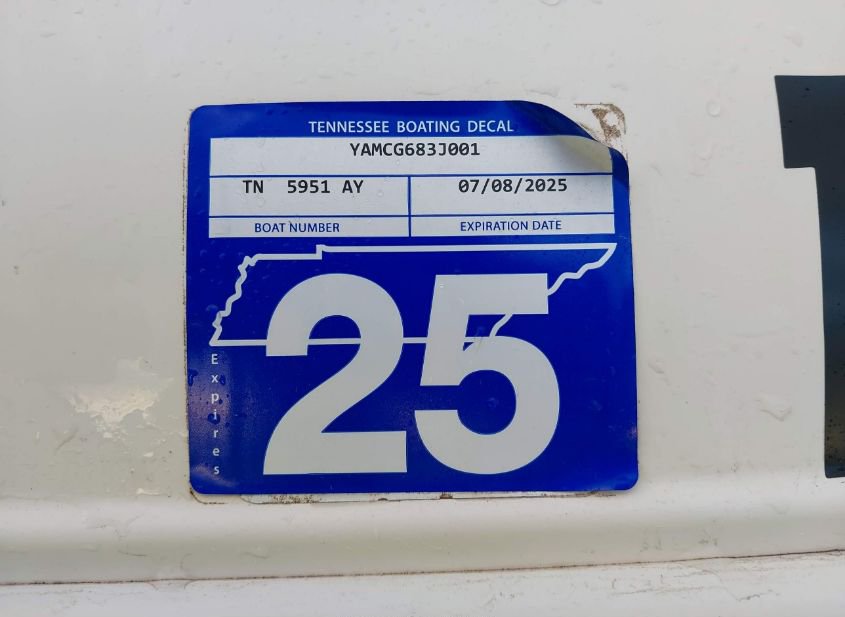 TENNESSEE BOATING DECAL
YAMCG683J001
TN 5951 AY 07/08/2025
BOAT NUMBER EXPIRATION DATE
25
Expires